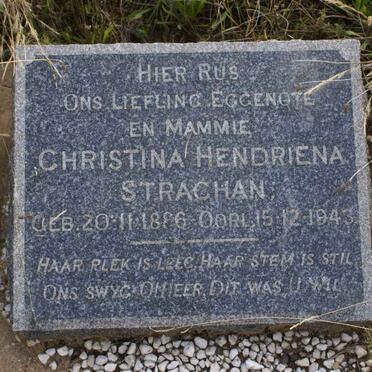 HIER RUS
ONS LIEFLING EGGENOTE
EN MAMMIE
CHRISTINA HENDRIENA
STRACHAN
GEB. 20·11·1886 OORL. 15·12·1943
HAAR PLEK IS LEEG, HAAR STEM IS STIL
ONS SWYG O HEER, DIT WAS U WIL